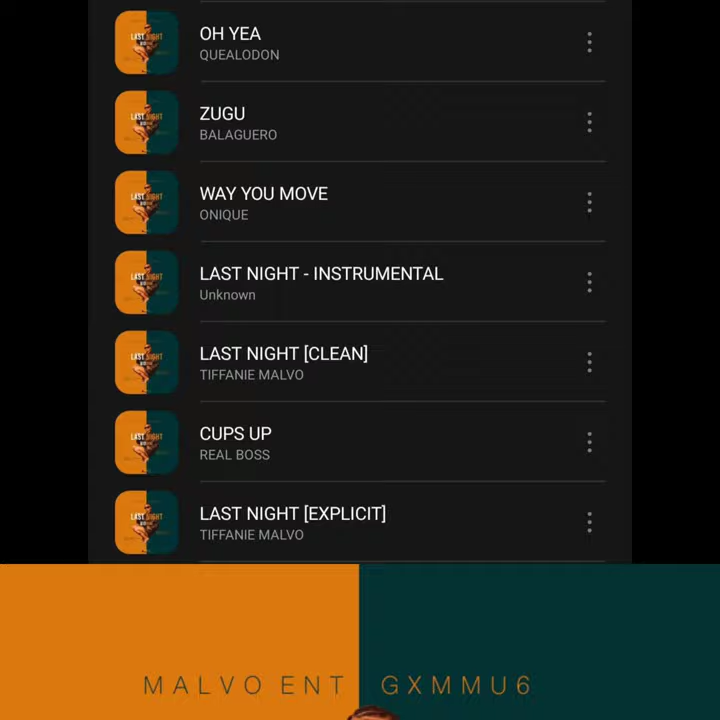 OH YEA
QUEALODON
ZUGU
BALAGUERO
WAY YOU MOVE
ONIQUE
LAST NIGHT - INSTRUMENTAL
Unknown
LAST NIGHT [CLEAN]
TIFFANIE MALVO
CUPS UP
REAL BOSS
LAST NIGHT [EXPLICIT]
TIFFANIE MALVO
MALVO ENT GXMMU6